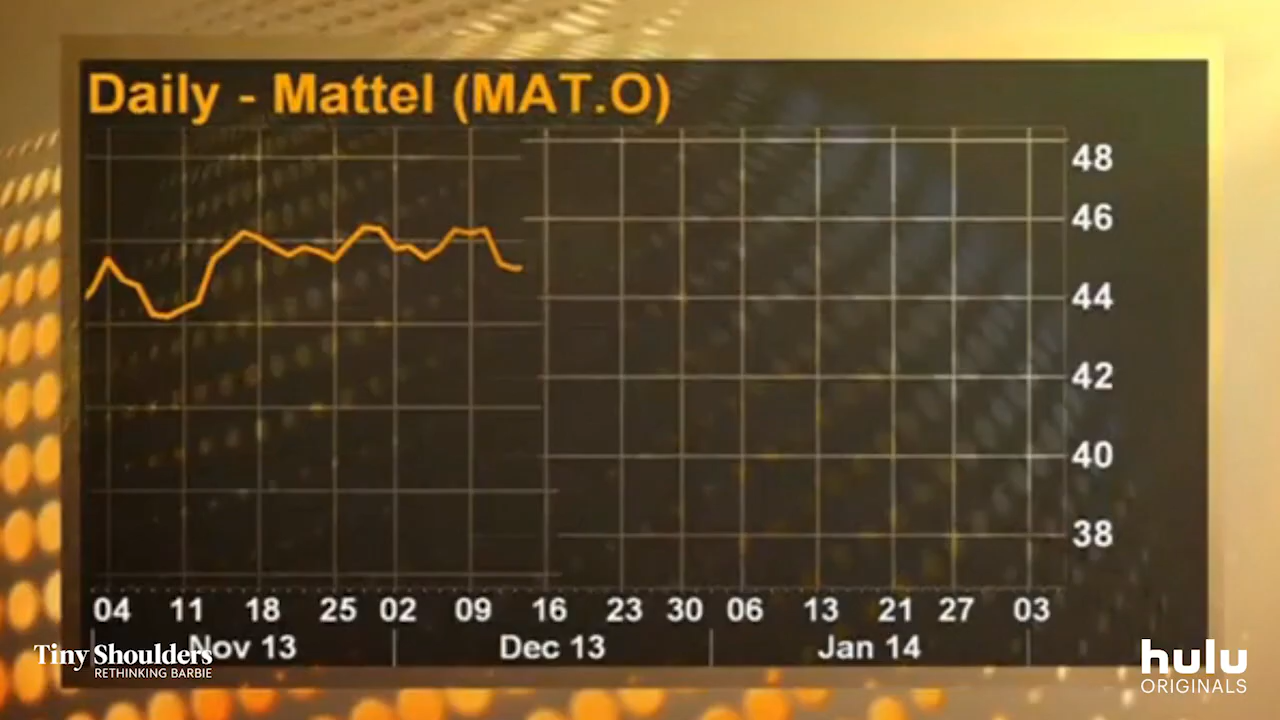 Daily - Mattel (MAT.O)
48
46
44
42
40
38
04 11 18 25 02 09 16 23 30 06 13 21 27 03
Nov 13 Dec 13 Jan 14
Tiny Shoulders
RETHINKING BARBIE
hulu
ORIGINALS